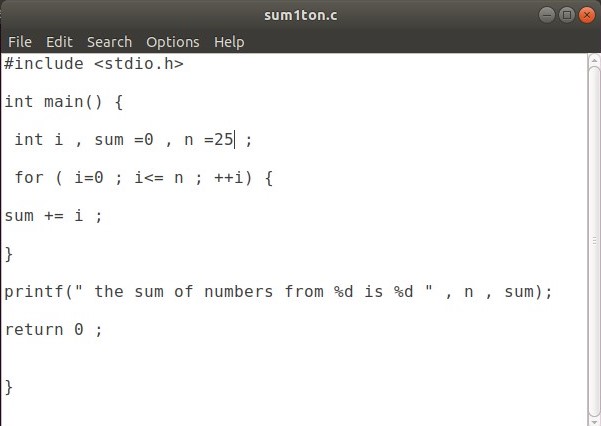 sum1ton.c
File Edit Search Options Help
#include <stdio.h>
int main() {
int i , sum =0 , n =25 ;
for ( i=0 ; i<= n ; ++i) {
sum += i ;
}
printf(" the sum of numbers from %d is %d " , n , sum);
return 0 ;
}